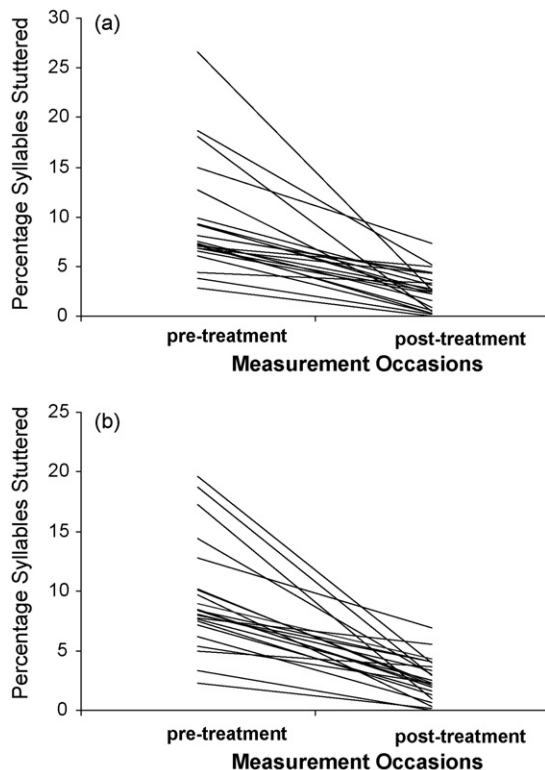 (a)
Percentage Syllables Stuttered
30
25
20
15
10
5
0
pre-treatment post-treatment
Measurement Occasions
(b)
Percentage Syllables Stuttered
25
20
15
10
5
0
pre-treatment post-treatment
Measurement Occasions